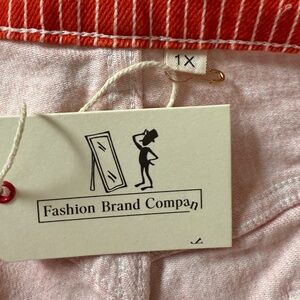 1X
Fashion Brand Compan
y